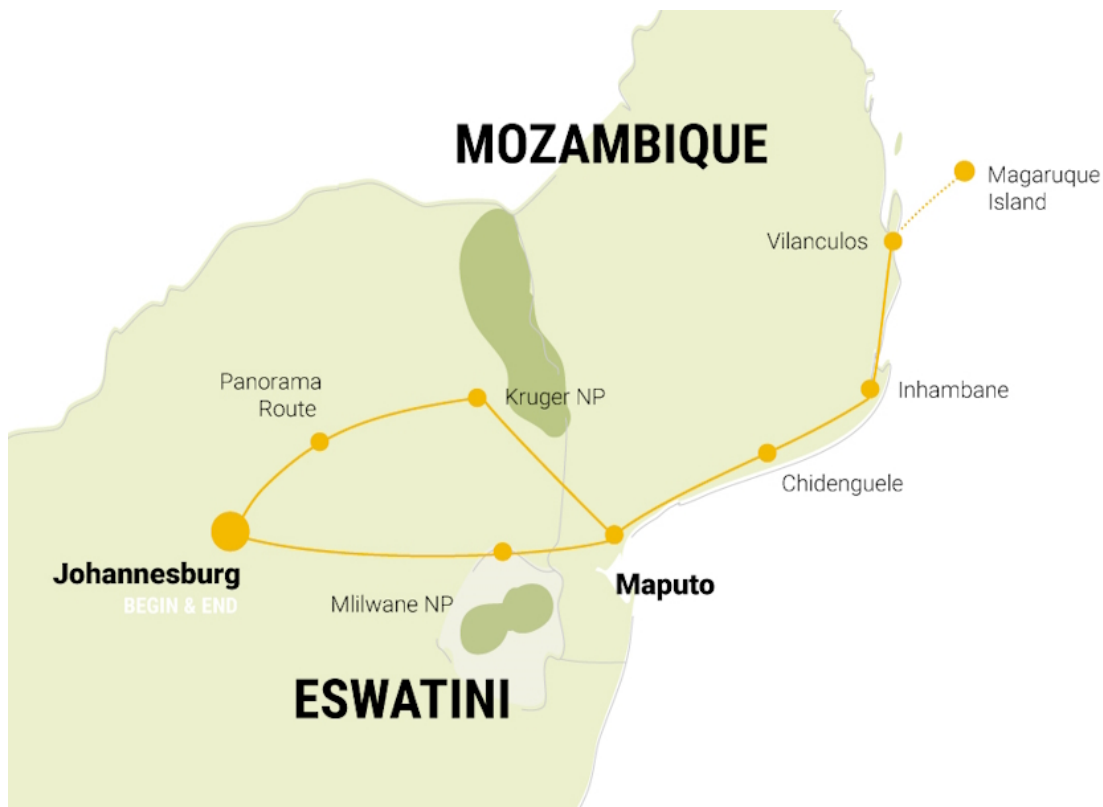 MOZAMBIQUE
Magaruque
Island
Vilanculos
Panorama
Route
Kruger NP
Inhambane
Chidenguele
Johannesburg
BEGIN & END
Mlilwane NP
Maputo
ESWATINI